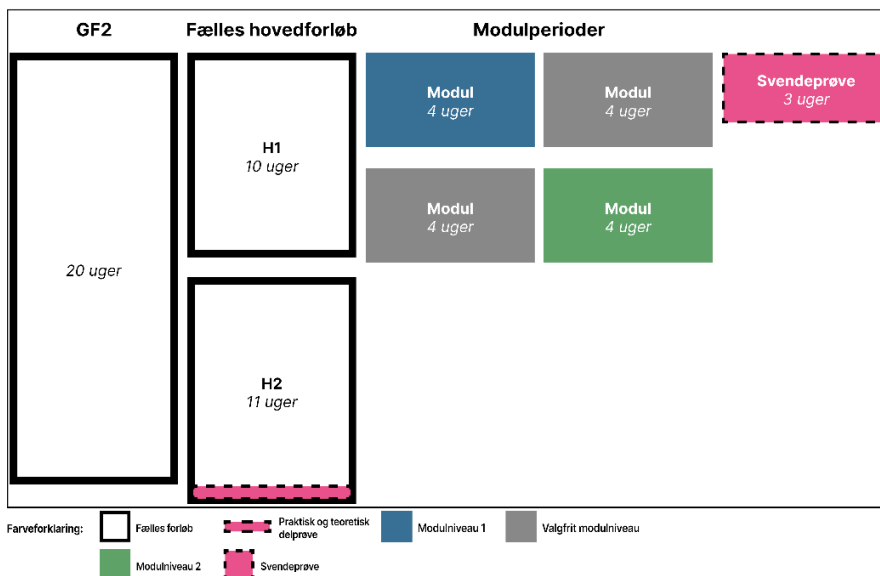 GF2
Fælles hovedforløb
Modulperioder
20 uger
H1
10 uger
Modul
4 uger
Modul
4 uger
Svendeprøve
3 uger
Modul
4 uger
Modul
4 uger
H2
11 uger
Farveforklaring:
Fælles forløb
Praktisk og teoretisk
delprøve
Modulniveau 1
Valgfrit modulniveau
Modulniveau 2
Svendeprøve